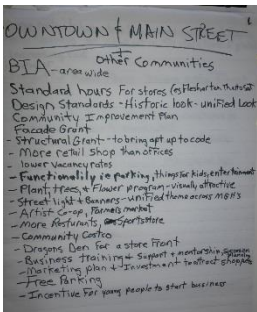 DOWNTOWN & MAIN STREET
Other Communities
BIA - area wide
Standard hours for stores
Design Standards - Historic look - unified Look
Community Improvement Plan
Facade Grant
- Structural Grant - to bring apt up to code
- More retail shop than offices
- lower vacancy rates
- Functionality ie parking, things for kids, entertainment
- Plant, trees, + Flower program - visually attractive
- Street light + Banners - unified theme across
- Artist Co-op, Farmers market
- More Resturants, Sports store
- Community Costco
- Dragons Den for a store Front
- Business training + Support + mentorship, Succession planning
- Marketing plan + Investment to attract shoppers
- Free Parking
- Incentive For young people to start business